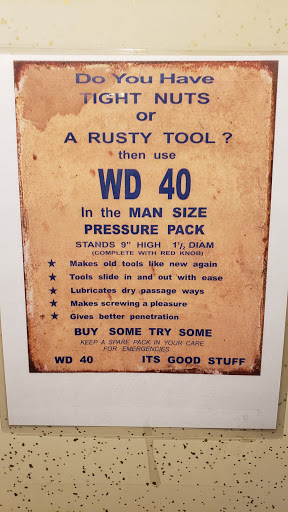 Do You Have
TIGHT NUTS
or
A RUSTY TOOL ?
then use
WD 40
In the MAN SIZE
PRESSURE PACK
STANDS 9" HIGH 1½ DIAM
(COMPLETE WITH RED KNOB)
★ Makes old tools like new again
★ Tools slide in and out with ease
★ Lubricates dry passage ways
★ Makes screwing a pleasure
★ Gives better penetration
BUY SOME TRY SOME
KEEP A SPARE PACK IN YOUR CARE
FOR EMERGENCIES
WD 40 ITS GOOD STUFF